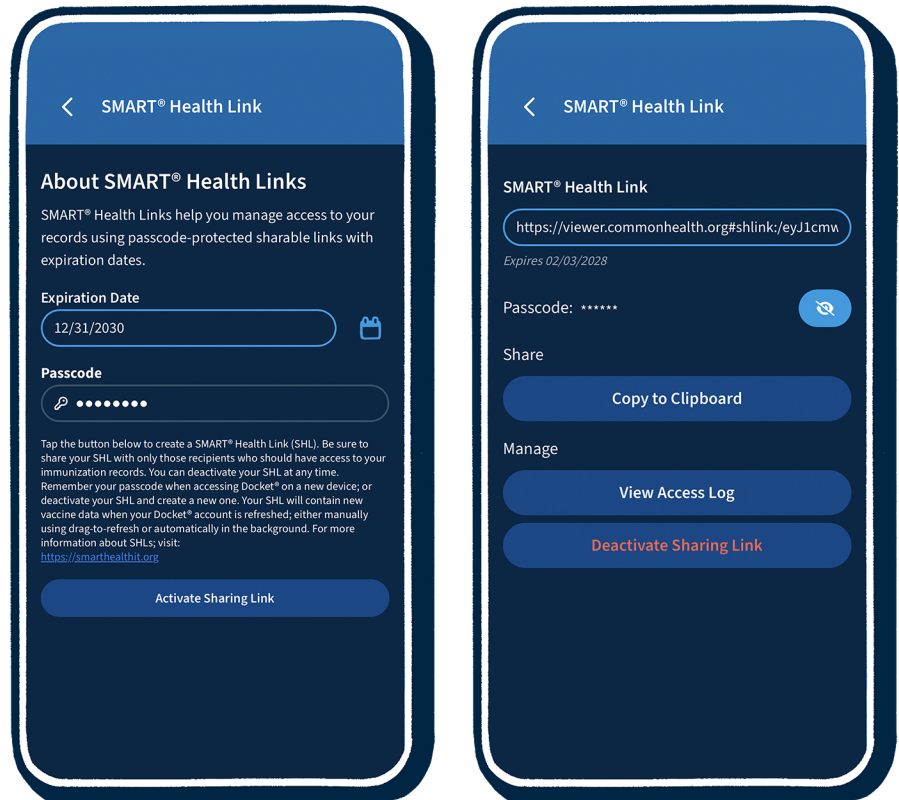 SMART® Health Link
About SMART® Health Links
SMART® Health Links help you manage access to your
records using passcode-protected sharable links with
expiration dates.
Expiration Date
12/31/2030
Passcode
••••••••
Tap the button below to create a SMART® Health Link (SHL). Be sure to
share your SHL with only those recipients who should have access to your
immunization records. You can deactivate your SHL at any time.
Remember your passcode when accessing Docket® on a new device; or
deactivate your SHL and create a new one. Your SHL will contain new
vaccine data when your Docket® account is refreshed; either manually
using drag-to-refresh or automatically in the background. For more
information about SHLs; visit:
https://smarthealthit.org
Activate Sharing Link
SMART® Health Link
SMART® Health Link
https://viewer.commonhealth.org#shlink:/eyJ1cmw
Expires 02/03/2028
Passcode: ******
Share
Copy to Clipboard
Manage
View Access Log
Deactivate Sharing Link